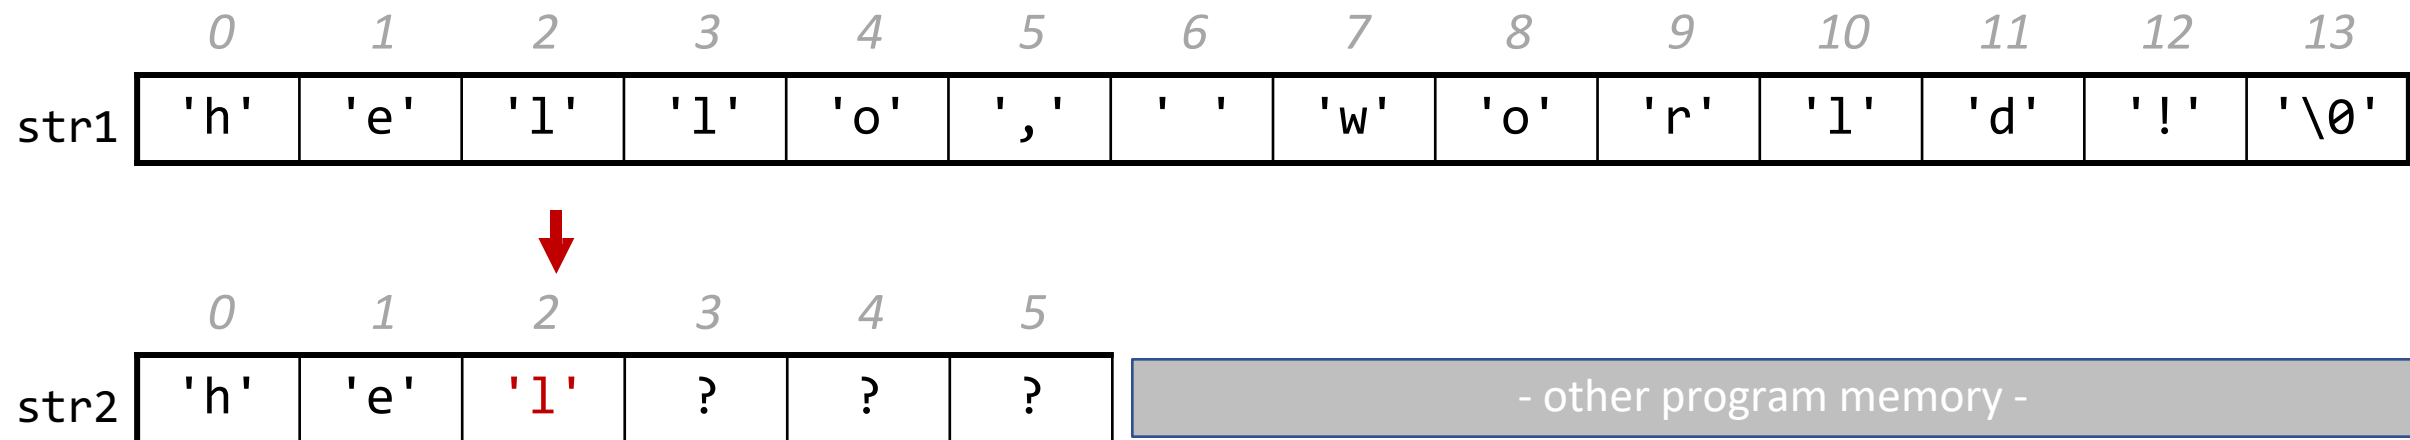 0 1 2 3 4 5 6 7 8 9 10 11 12 13
str1 'h' 'e' 'l' 'l' 'o' ',' ' ' 'w' 'o' 'r' 'l' 'd' '!' '\0'
0 1 2 3 4 5
str2 'h' 'e' 'l' ? ? ? - other program memory -